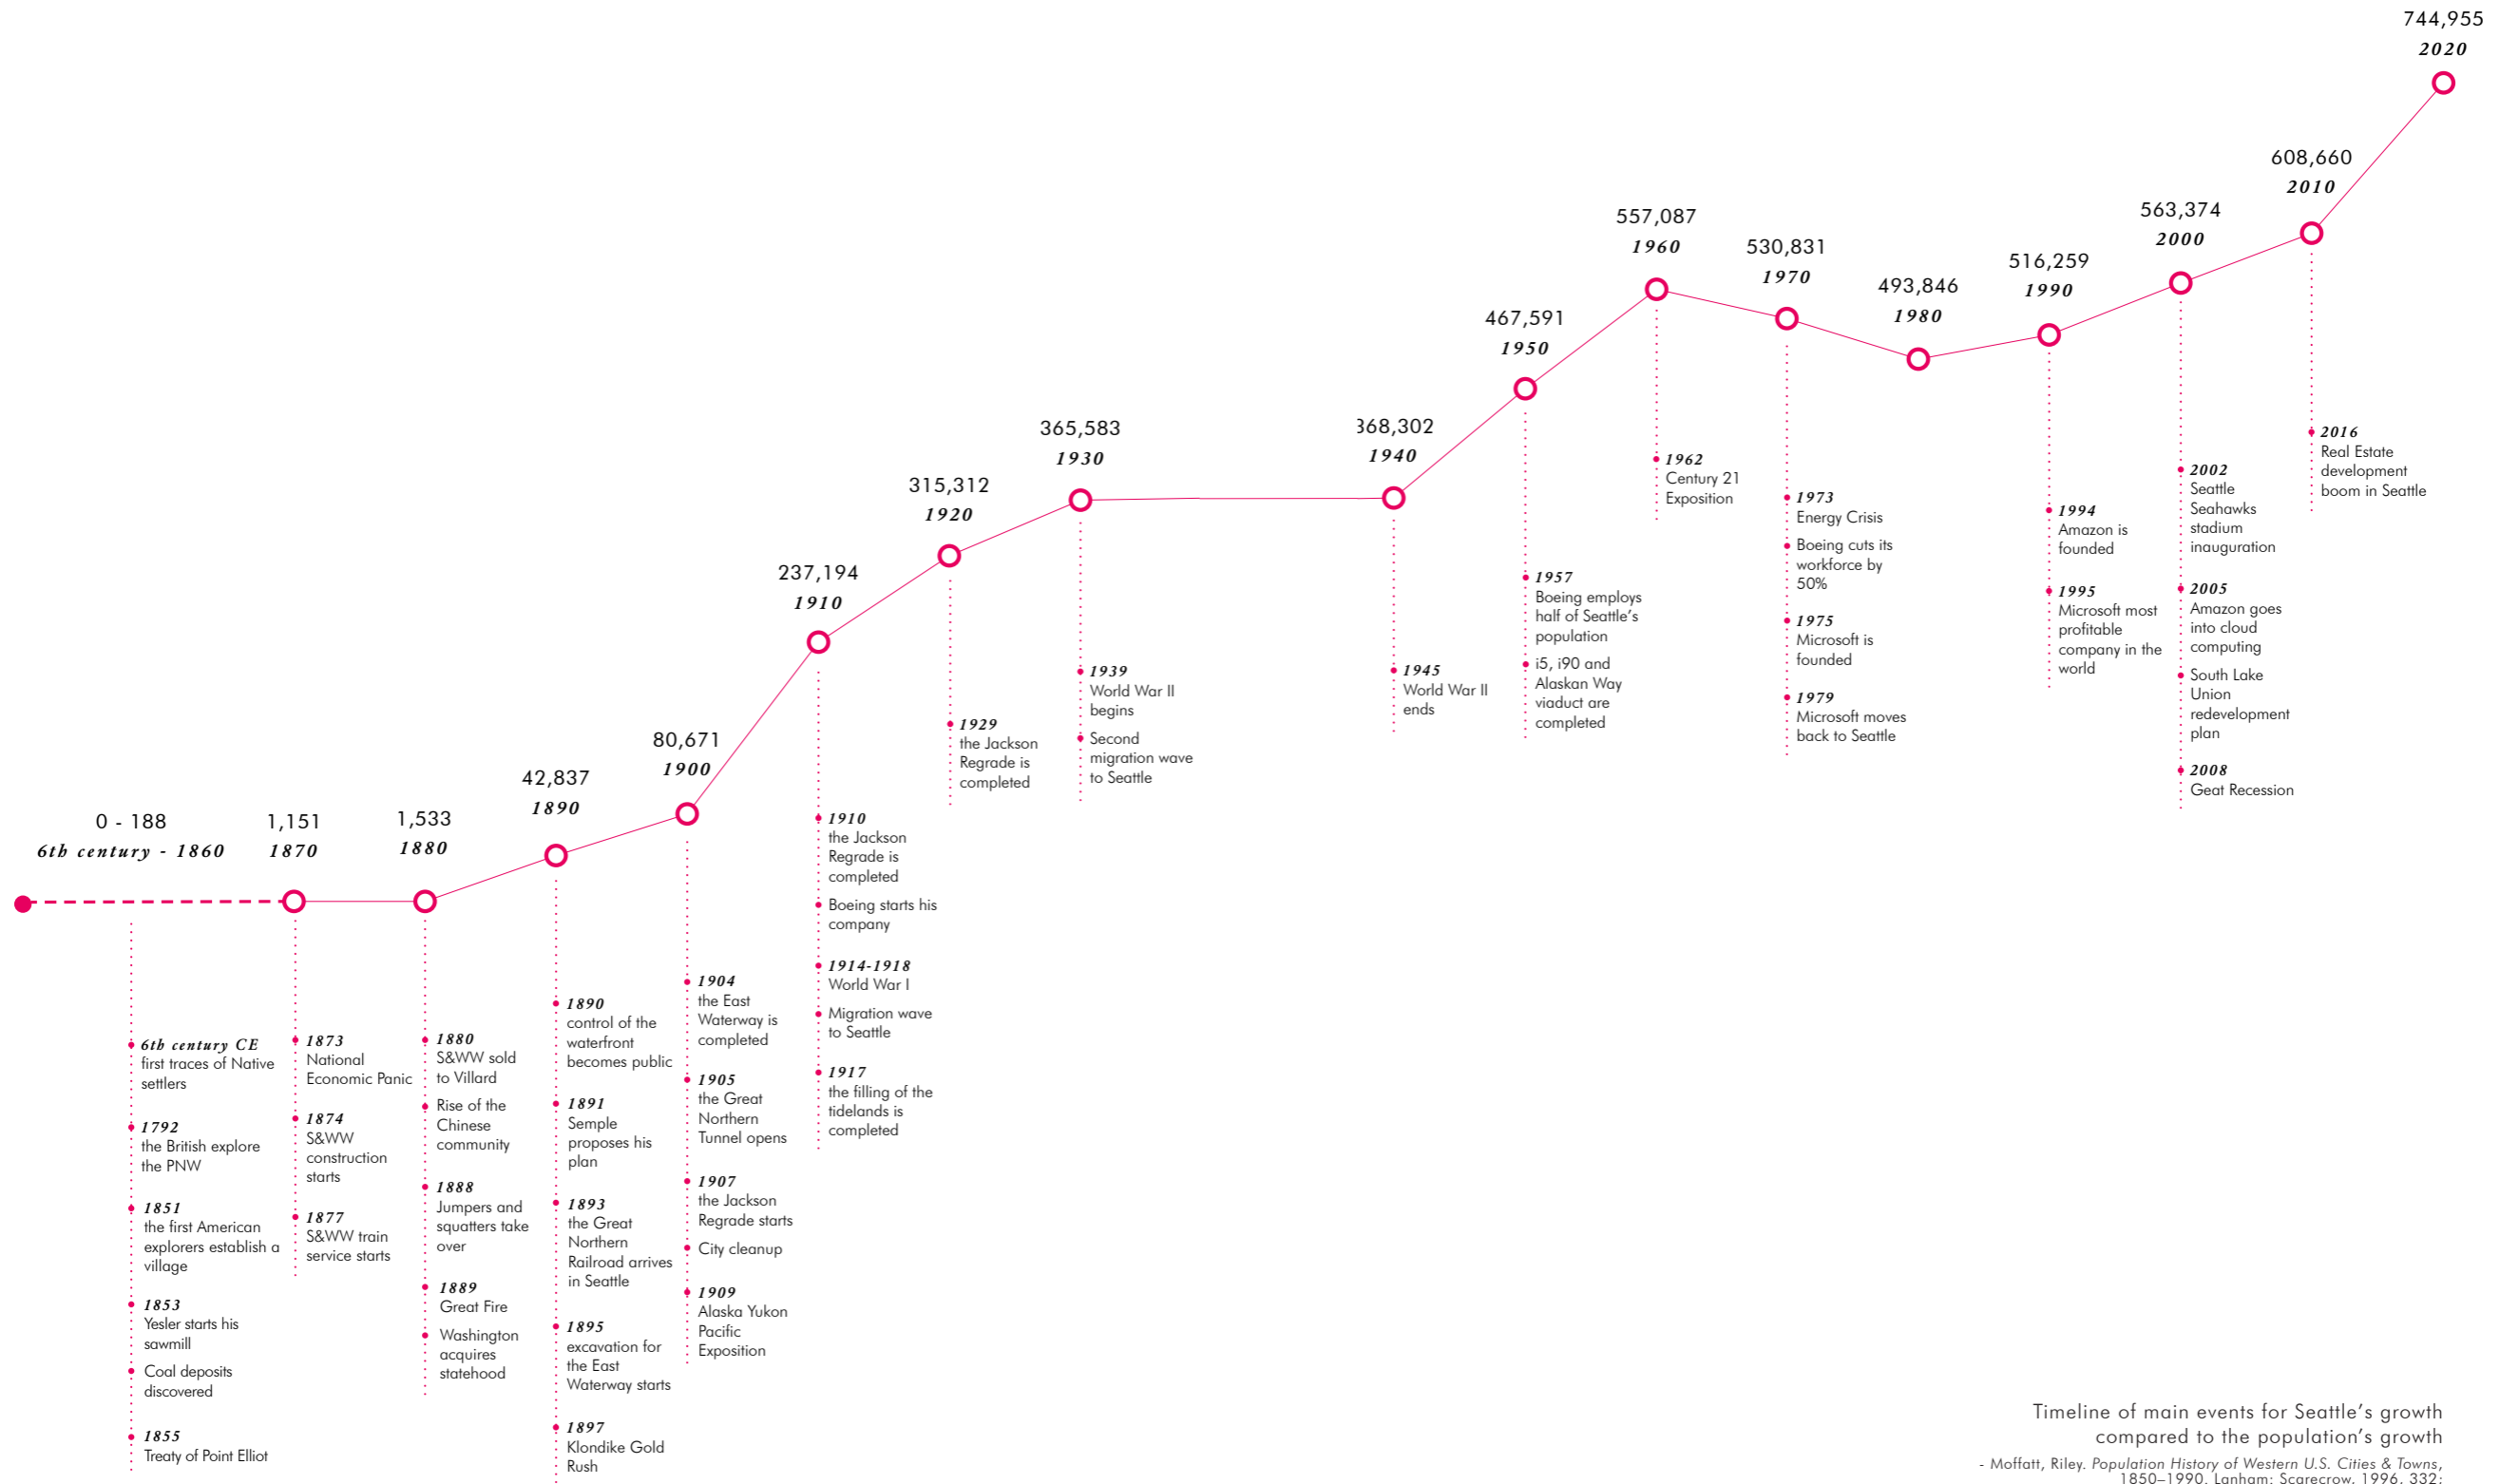 744,955
2020
608,660
2010
563,374
2000
516,259
1990
493,846
1980
530,831
1970
557,087
1960
467,591
1950
368,302
1940
365,583
1930
315,312
1920
237,194
1910
80,671
1900
42,837
1890
1,533
1880
1,151
1870
0 - 188
6th century - 1860
6th century CE
first traces of Native
settlers
1792
the British explore
the PNW
1851
the first American
explorers establish a
village
1853
Yesler starts his
sawmill
Coal deposits
discovered
1855
Treaty of Point Elliot
1873
National
Economic Panic
1874
S&WW
construction
starts
1877
S&WW train
service starts
1880
S&WW sold
to Villard
Rise of the
Chinese
community
1888
Jumpers and
squatters take
over
1889
Great Fire
Washington
acquires
statehood
1890
control of the
waterfront
becomes public
1891
Semple
proposes his
plan
1893
the Great
Northern
Railroad arrives
in Seattle
1895
excavation for
the East
Waterway starts
1897
Klondike Gold
Rush
1904
the East
Waterway is
completed
1905
the Great
Northern
Tunnel opens
1907
the Jackson
Regrade starts
City cleanup
1909
Alaska Yukon
Pacific
Exposition
1910
the Jackson
Regrade is
completed
Boeing starts his
company
1914-1918
World War I
Migration wave
to Seattle
1917
the filling of the
tidelands is
completed
1929
the Jackson
Regrade is
completed
1939
World War II
begins
Second
migration wave
to Seattle
1945
World War II
ends
1957
Boeing employs
half of Seattle's
population
i5, i90 and
Alaskan Way
viaduct are
completed
1962
Century 21
Exposition
1973
Energy Crisis
Boeing cuts its
workforce by
50%
1975
Microsoft is
founded
1979
Microsoft moves
back to Seattle
1994
Amazon is
founded
1995
Microsoft most
profitable
company in the
world
2002
Seattle
Seahawks
stadium
inauguration
2005
Amazon goes
into cloud
computing
South Lake
Union
redevelopment
plan
2008
Geat Recession
2016
Real Estate
development
boom in Seattle
Timeline of main events for Seattle's growth
compared to the population's growth
- Moffatt, Riley. Population History of Western U.S. Cities & Towns,
1850–1990. Lanham: Scarecrow, 1996, 332;